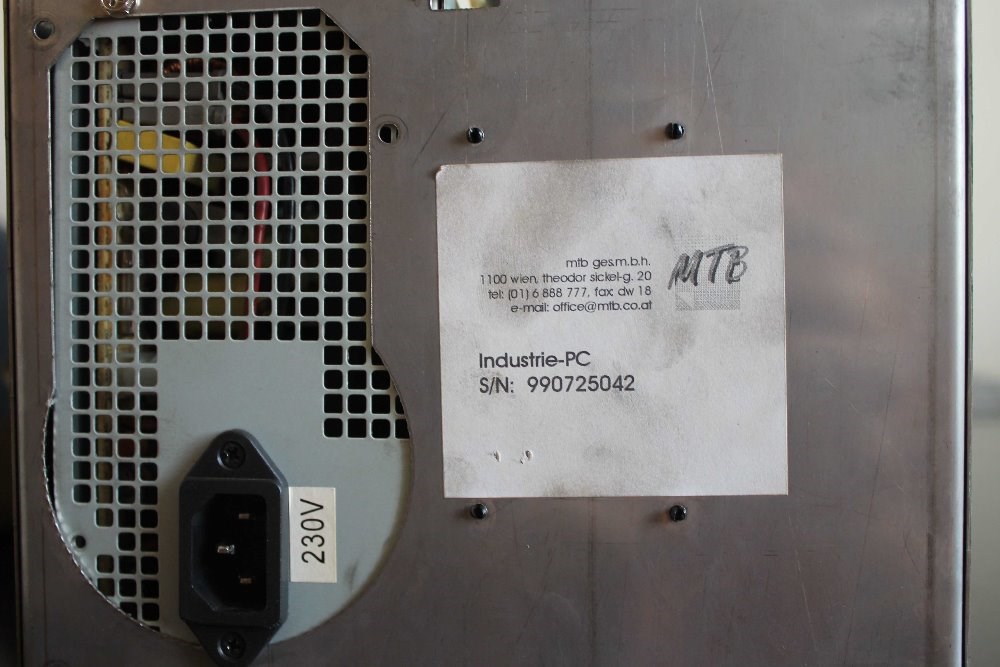 mtb ges.m.b.h.
1100 wien, theodor sickel-g. 20
tel: (01) 6 888 777, fax: dw 18
e-mail: office@mtb.co.at
MTB
Industrie-PC
S/N: 990725042
230V